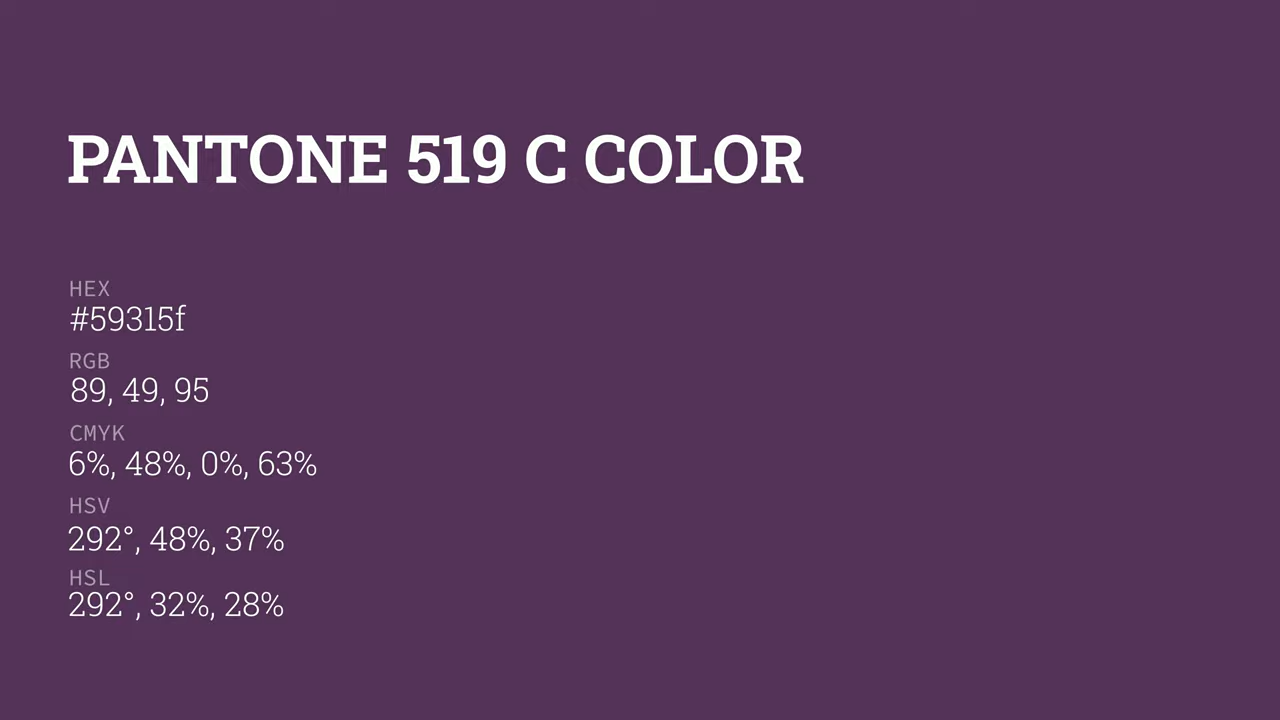 PANTONE 519 C COLOR
HEX
#59315f
RGB
89, 49, 95
CMYK
6%, 48%, 0%, 63%
HSV
292°, 48%, 37%
HSL
292°, 32%, 28%